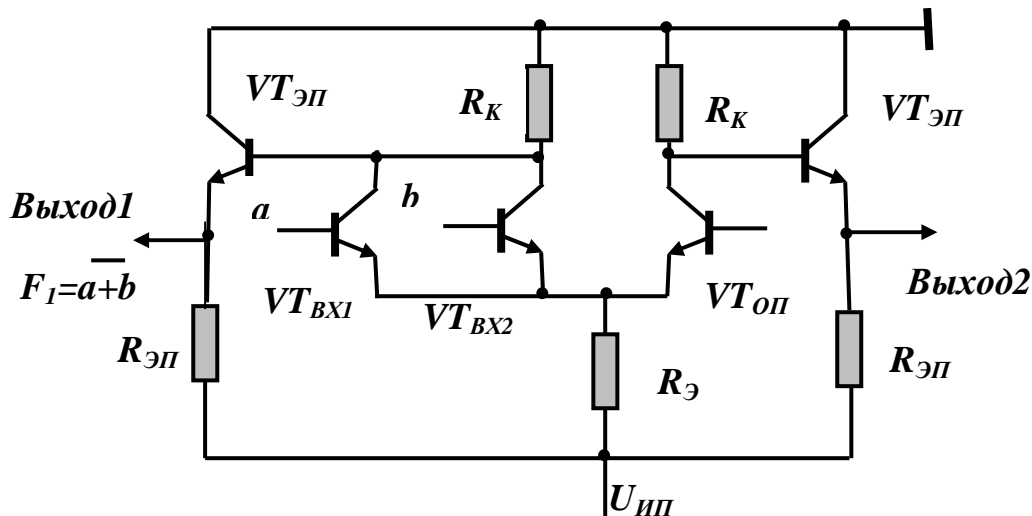 VTЭП
RК
RК
VTЭП
Выход1
a
b
F1=a+b
VTВХ1
VTВХ2
VTОП
Выход2
RЭП
RЭ
RЭП
UИП